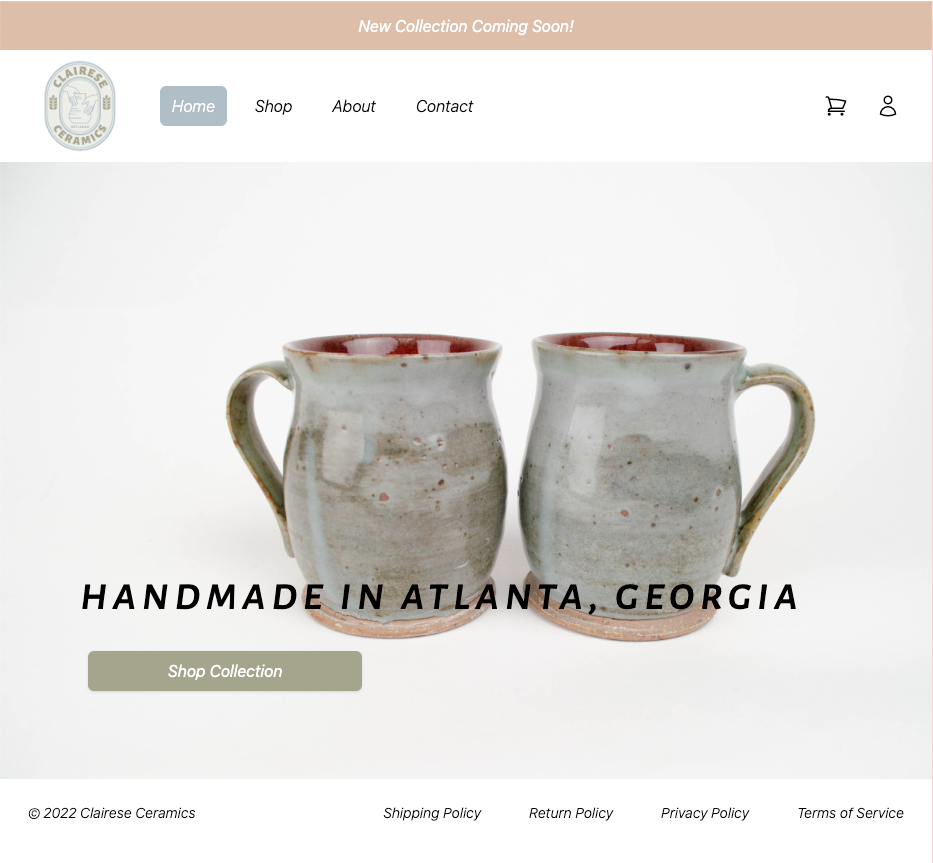 New Collection Coming Soon!
CLAIRESE
CERAMICS
Home Shop About Contact
HANDMADE IN ATLANTA, GEORGIA
Shop Collection
© 2022 Clairese Ceramics Shipping Policy Return Policy Privacy Policy Terms of Service